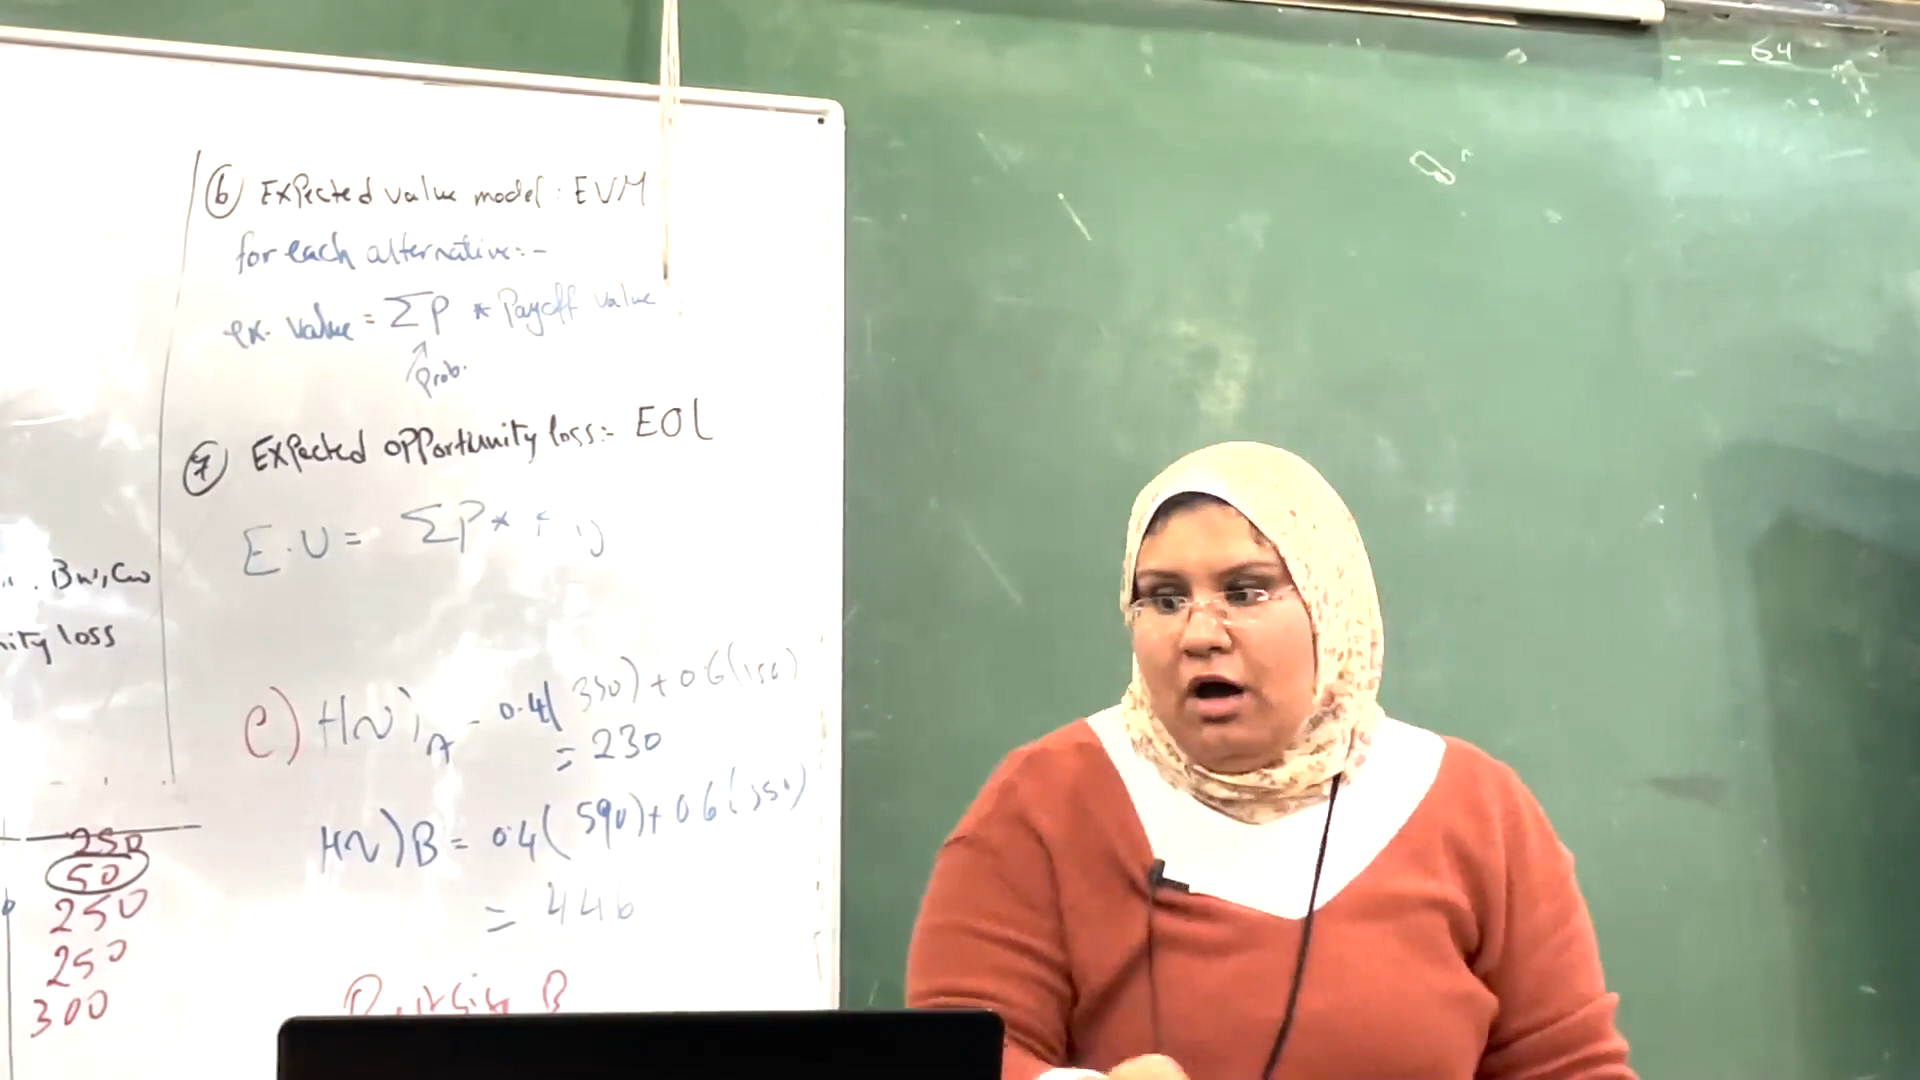 64
⑥ Expected value model : EVM
for each alternative:-
ex. value = ΣP * Payoff value
prob.
⑦ Expected opportunity loss:- EOL
E.U = ΣP *
Bw, Cw
ity loss
e) Hw)A = 0.4(350) + 0.6(150)
= 230
Hw)B = 0.4(590) + 0.6(350)
= 446
250
50
250
250
300
B